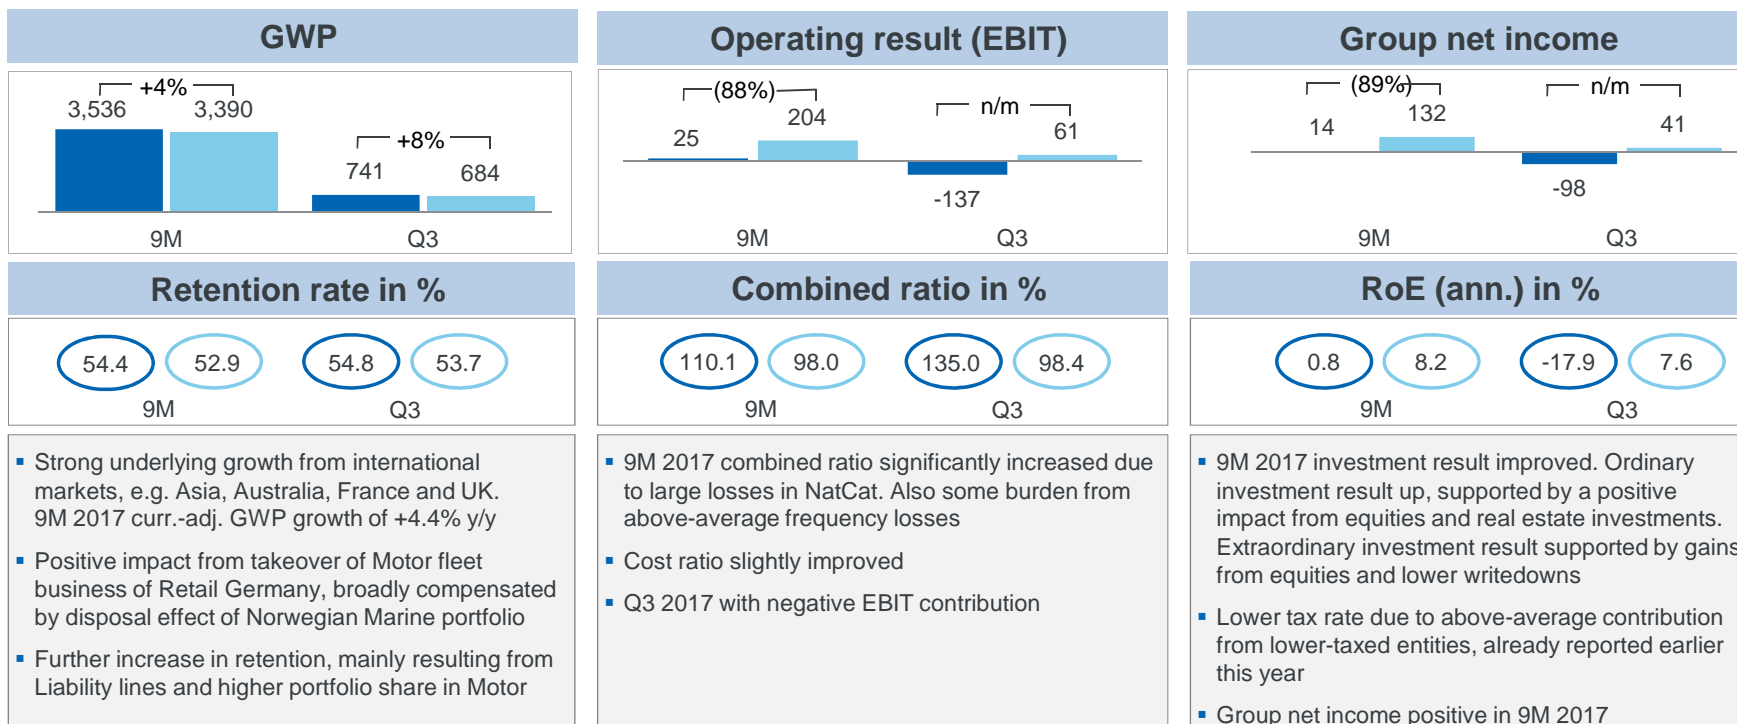 GWP
+4%
3,536
3,390
+8%
741
684
9M
Q3
Operating result (EBIT)
(88%)
n/m
204
25
61
-137
9M
Q3
Group net income
(89%)
n/m
132
14
41
-98
9M
Q3
Retention rate in %
54.4
52.9
54.8
53.7
9M
Q3
Combined ratio in %
110.1
98.0
135.0
98.4
9M
Q3
RoE (ann.) in %
0.8
8.2
-17.9
7.6
9M
Q3
▪ Strong underlying growth from international
markets, e.g. Asia, Australia, France and UK.
9M 2017 curr.-adj. GWP growth of +4.4% y/y
▪ Positive impact from takeover of Motor fleet
business of Retail Germany, broadly compensated
by disposal effect of Norwegian Marine portfolio
▪ Further increase in retention, mainly resulting from
Liability lines and higher portfolio share in Motor
▪ 9M 2017 combined ratio significantly increased due
to large losses in NatCat. Also some burden from
above-average frequency losses
▪ Cost ratio slightly improved
▪ Q3 2017 with negative EBIT contribution
▪ 9M 2017 investment result improved. Ordinary
investment result up, supported by a positive
impact from equities and real estate investments.
Extraordinary investment result supported by gains
from equities and lower writedowns
▪ Lower tax rate due to above-average contribution
from lower-taxed entities, already reported earlier
this year
▪ Group net income positive in 9M 2017